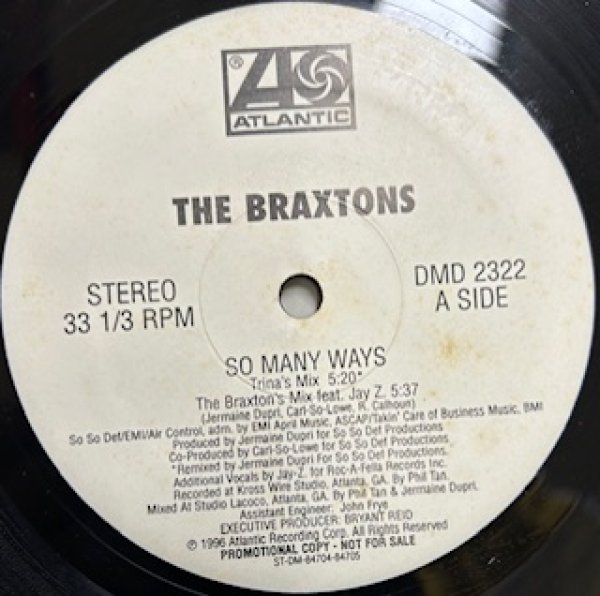 ®
ATLANTIC
THE BRAXTONS
STEREO
33 1/3 RPM
DMD 2322
A SIDE
SO MANY WAYS
Trina's Mix 5:20*
The Braxton's Mix feat. Jay Z. 5:37
(Jermaine Dupri, Carl-So-Lowe, R. Calhoun)
So So Def/EMI/Air Control, adm. by EMI April Music, ASCAP/Takin' Care of Business Music, BMI
Produced by Jermaine Dupri for So So Def Productions
Co-Produced by Carl-So-Lowe for So So Def Productions
*Remixed by Jermaine Dupri For So So Def Productions.
Additional Vocals by Jay-Z. for Roc-A-Fella Records Inc.
Recorded at Kross Wire Studio, Atlanta, GA. By Phil Tan.
Mixed At Studio Lacoco, Atlanta, GA. By Phil Tan & Jermaine Dupri.
Assistant Engineer: John Frye
EXECUTIVE PRODUCER: BRYANT REID
℗ 1996 Atlantic Recording Corp. All Rights Reserved
PROMOTIONAL COPY - NOT FOR SALE
ST-DM-84704-84705